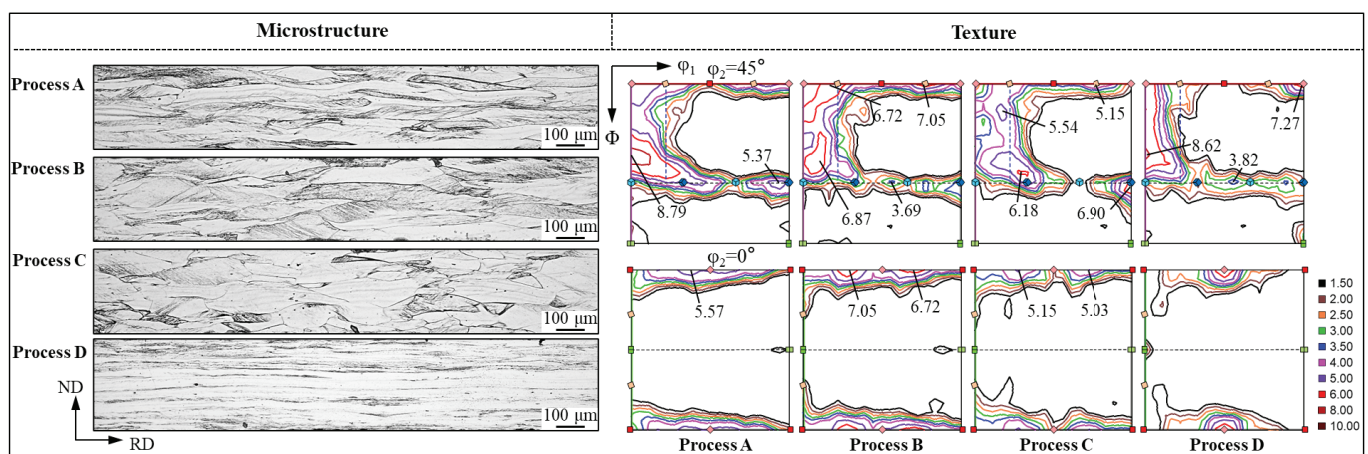 Microstructure
Texture
Process A
100 μm
Process B
100 μm
Process C
100 μm
Process D
100 μm
ND
RD
φ₁ φ₂=45°
Φ
8.79
5.37
6.72
7.05
6.87
3.69
5.54
5.15
6.18
6.90
7.27
8.62
3.82
φ₂=0°
5.57
7.05
6.72
5.15
5.03
1.50
2.00
2.50
3.00
3.50
4.00
5.00
6.00
8.00
10.00
Process A
Process B
Process C
Process D